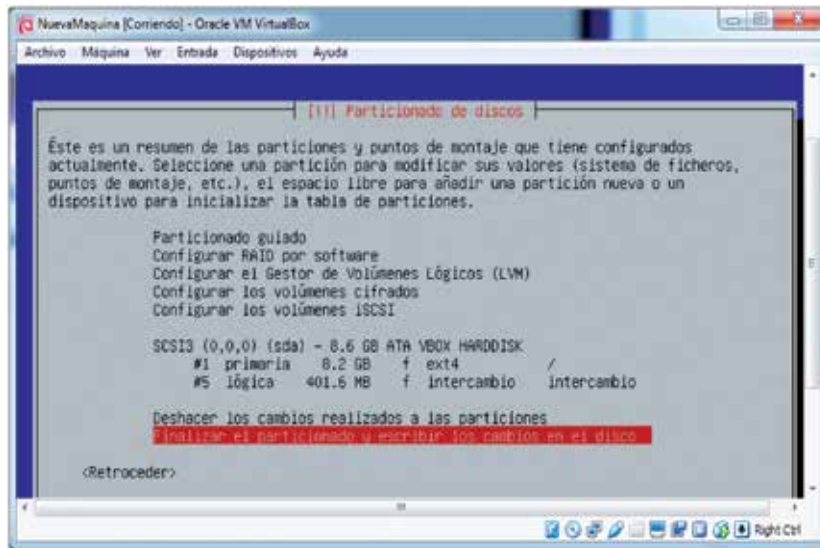 NuevaMaquina [Corriendo] - Oracle VM VirtualBox
Archivo Máquina Ver Entrada Dispositivos Ayuda
[!!] Particionado de discos
Éste es un resumen de las particiones y puntos de montaje que tiene configurados
actualmente. Seleccione una partición para modificar sus valores (sistema de ficheros,
puntos de montaje, etc.), el espacio libre para añadir una partición nueva o un
dispositivo para inicializar la tabla de particiones.
Particionado guiado
Configurar RAID por software
Configurar el Gestor de Volúmenes Lógicos (LVM)
Configurar los volúmenes cifrados
Configurar los volúmenes iSCSI
SCSI3 (0,0,0) (sda) - 8.6 GB ATA VBOX HARDDISK
#1 primaria 8.2 GB f ext4 /
#5 lógica 401.6 MB f intercambio intercambio
Deshacer los cambios realizados a las particiones
Finalizar el particionado y escribir los cambios en el disco
<Retroceder>
Right Ctrl